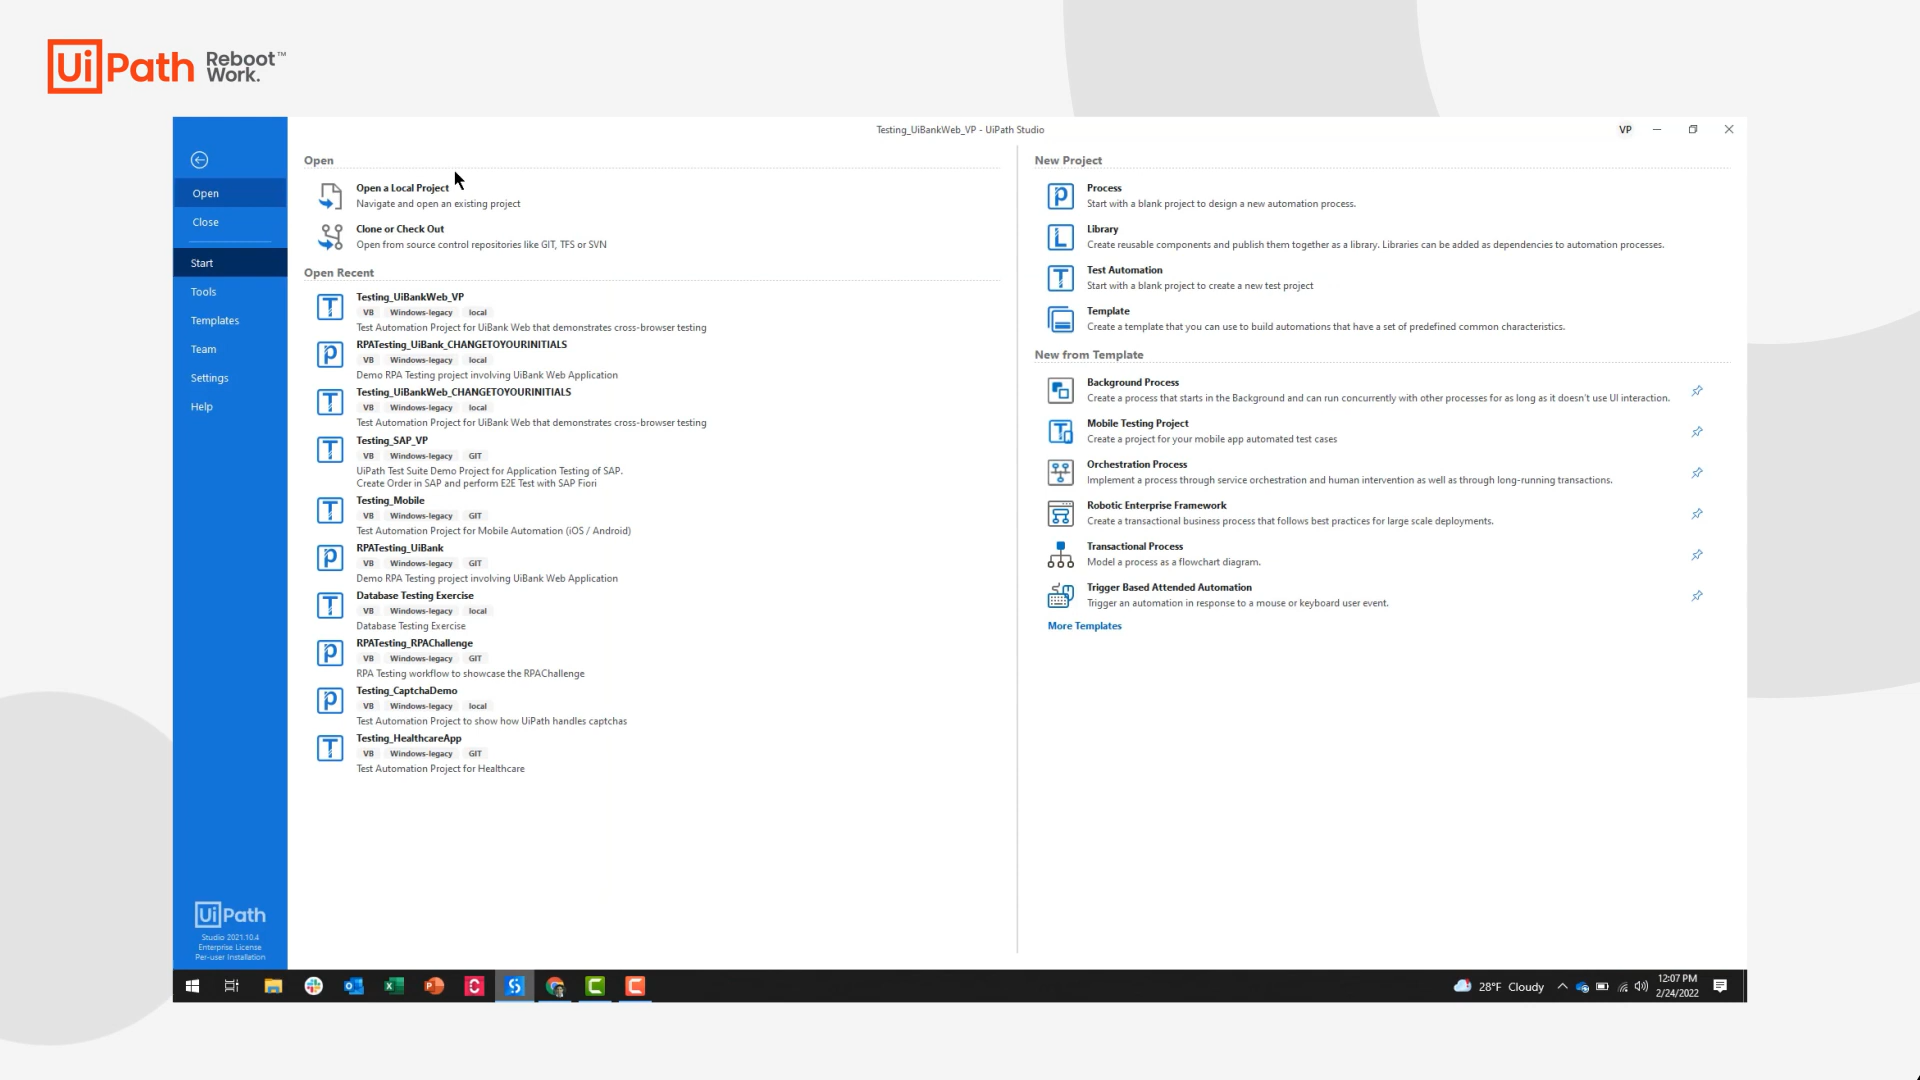 UiPath Reboot Work.™
Testing_UiBankWeb_VP - UiPath Studio
VP
Open
Close
Start
Tools
Templates
Team
Settings
Help
UiPath
Studio 2021.10.4
Enterprise License
Per-user Installation
Open
Open a Local Project
Navigate and open an existing project
Clone or Check Out
Open from source control repositories like GIT, TFS or SVN
Open Recent
Testing_UiBankWeb_VP
VB Windows-legacy local
Test Automation Project for UiBank Web that demonstrates cross-browser testing
RPATesting_UiBank_CHANGETOYOURINITIALS
VB Windows-legacy local
Demo RPA Testing project involving UiBank Web Application
Testing_UiBankWeb_CHANGETOYOURINITIALS
VB Windows-legacy local
Test Automation Project for UiBank Web that demonstrates cross-browser testing
Testing_SAP_VP
VB Windows-legacy GIT
UiPath Test Suite Demo Project for Application Testing of SAP.
Create Order in SAP and perform E2E Test with SAP Fiori
Testing_Mobile
VB Windows-legacy GIT
Test Automation Project for Mobile Automation (iOS / Android)
RPATesting_UiBank
VB Windows-legacy GIT
Demo RPA Testing project involving UiBank Web Application
Database Testing Exercise
VB Windows-legacy local
Database Testing Exercise
RPATesting_RPAChallenge
VB Windows-legacy GIT
RPA Testing workflow to showcase the RPAChallenge
Testing_CaptchaDemo
VB Windows-legacy local
Test Automation Project to show how UiPath handles captchas
Testing_HealthcareApp
VB Windows-legacy GIT
Test Automation Project for Healthcare
New Project
Process
Start with a blank project to design a new automation process.
Library
Create reusable components and publish them together as a library. Libraries can be added as dependencies to automation processes.
Test Automation
Start with a blank project to create a new test project
Template
Create a template that you can use to build automations that have a set of predefined common characteristics.
New from Template
Background Process
Create a process that starts in the Background and can run concurrently with other processes for as long as it doesn't use UI interaction.
Mobile Testing Project
Create a project for your mobile app automated test cases
Orchestration Process
Implement a process through service orchestration and human intervention as well as through long-running transactions.
Robotic Enterprise Framework
Create a transactional business process that follows best practices for large scale deployments.
Transactional Process
Model a process as a flowchart diagram.
Trigger Based Attended Automation
Trigger an automation in response to a mouse or keyboard user event.
More Templates
28°F Cloudy
12:07 PM
2/24/2022